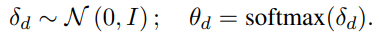 δ_d ∼ 𝒩 (0, I) ;   θ_d = softmax(δ_d).